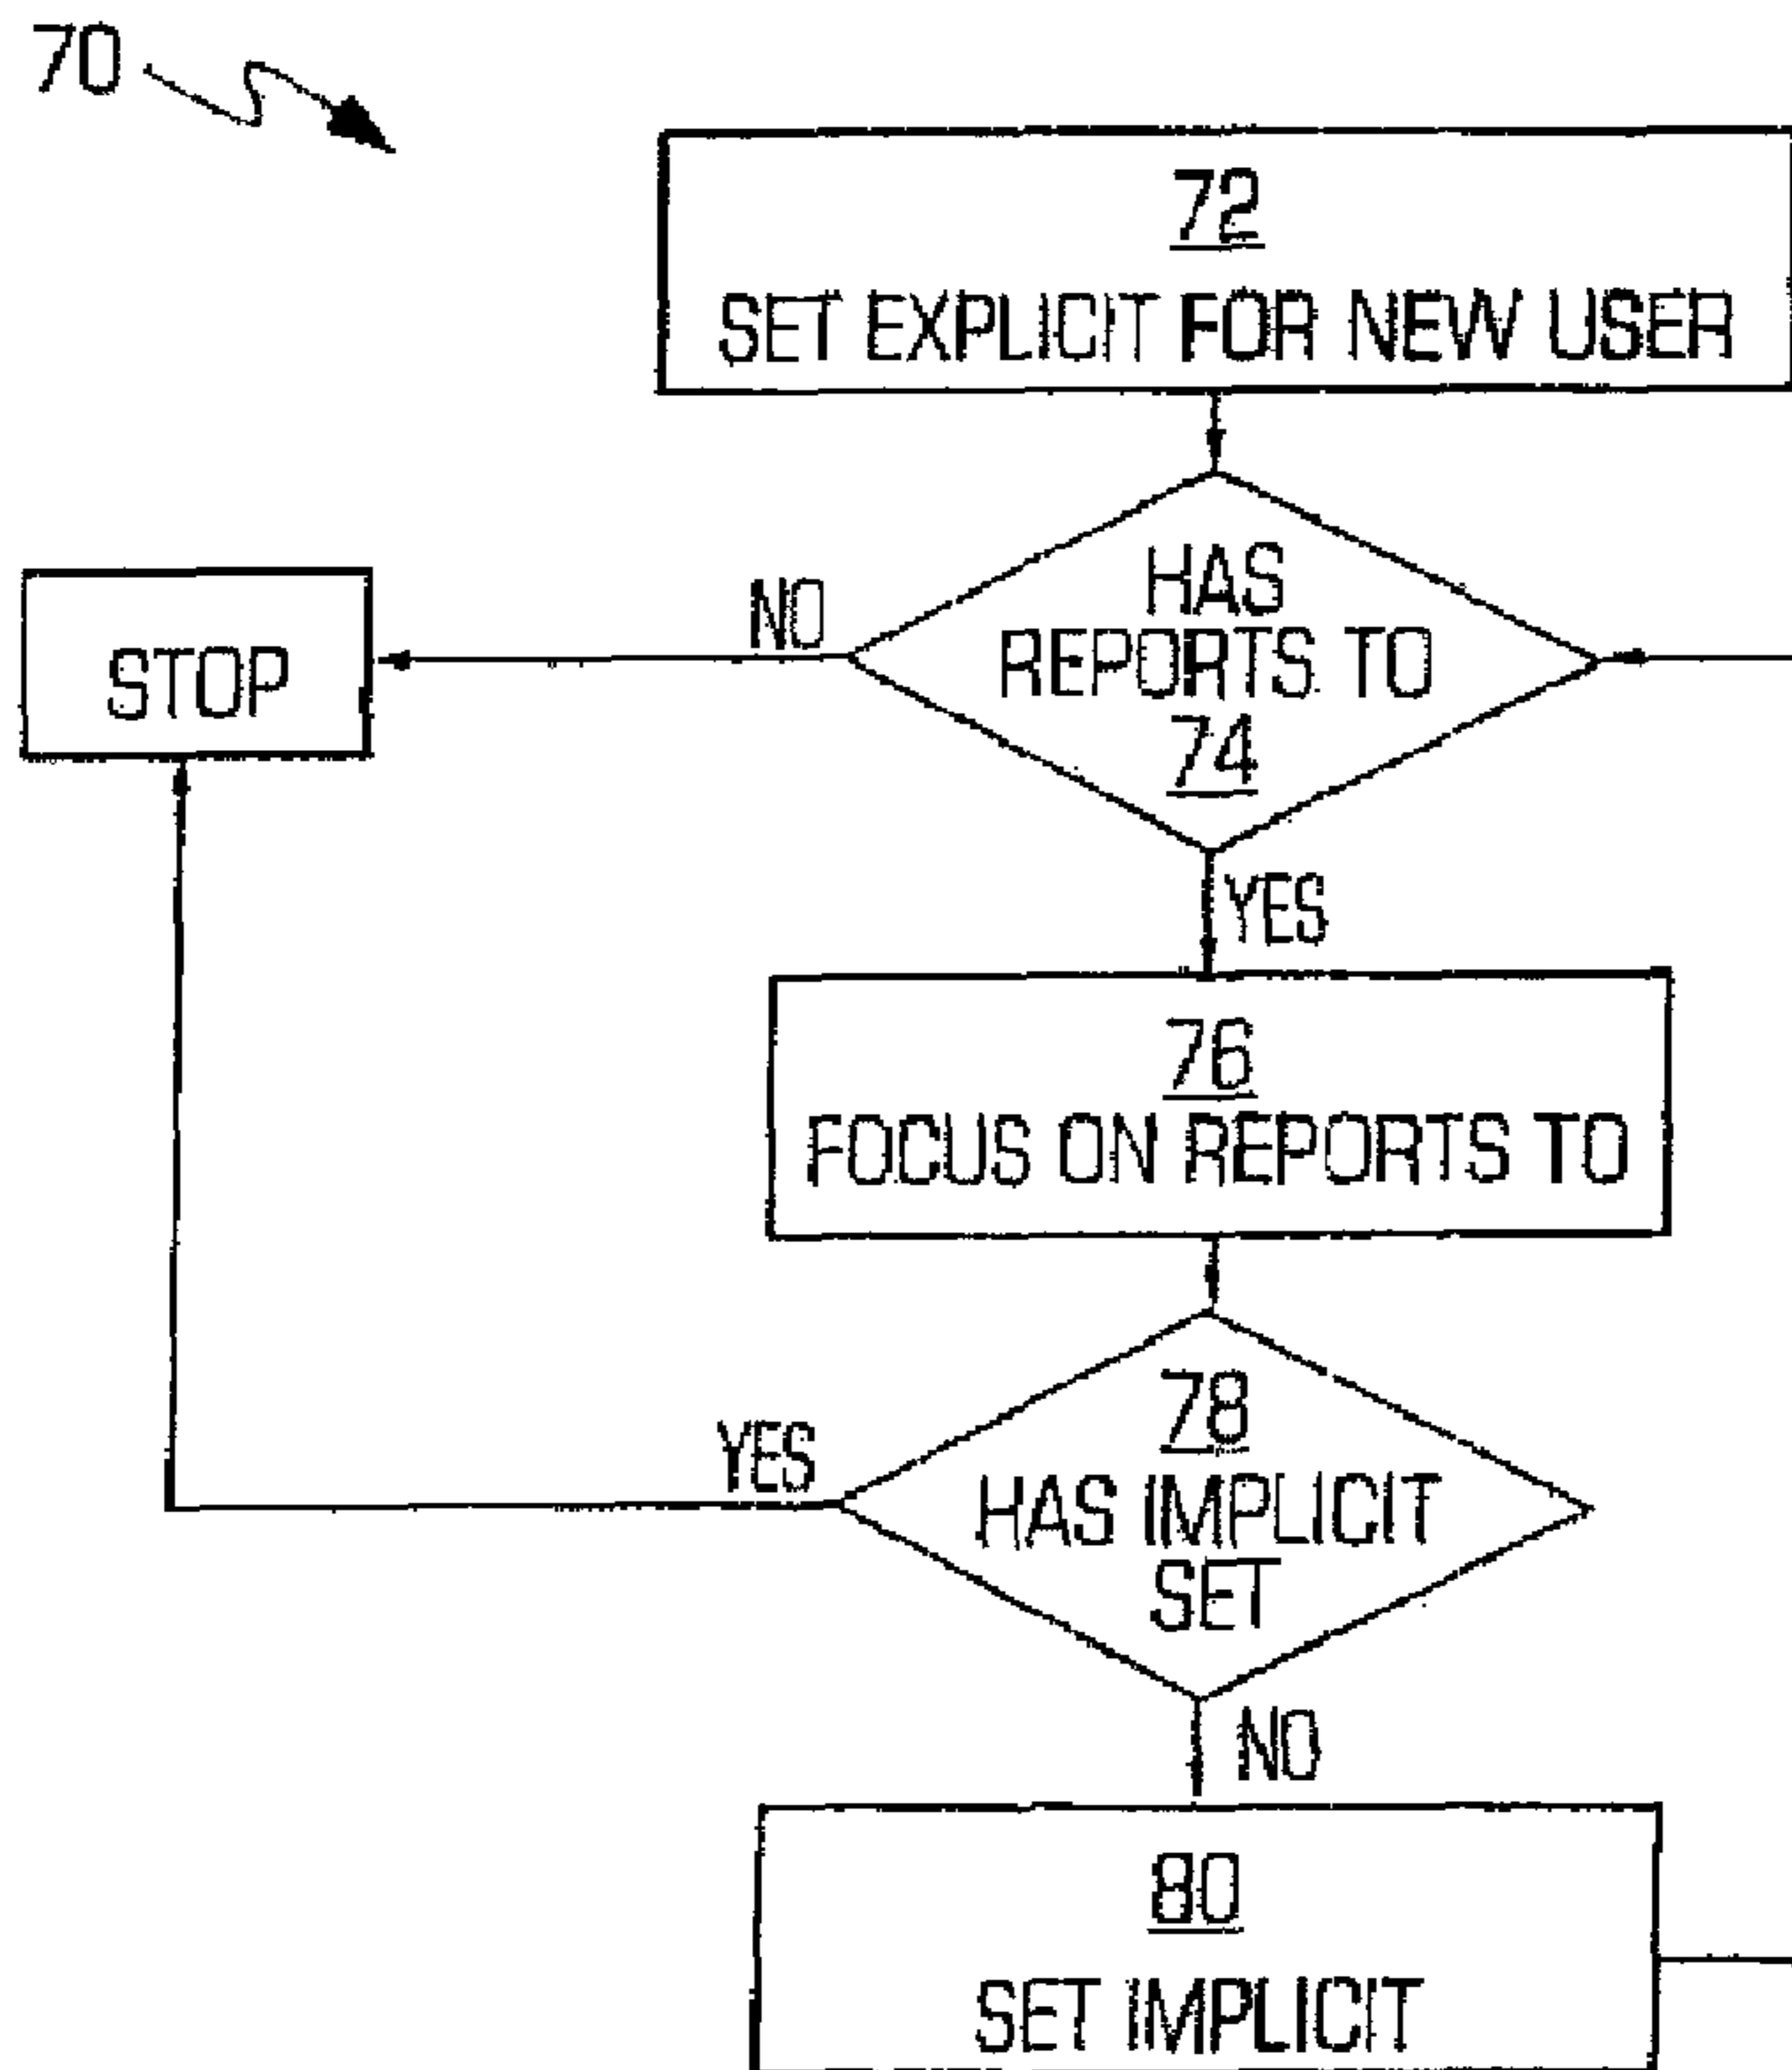 70
72
SET EXPLICIT FOR NEW USER
HAS
REPORTS TO
74
NO
STOP
YES
76
FOCUS ON REPORTS TO
78
HAS IMPLICIT
SET
YES
NO
80
SET IMPLICIT